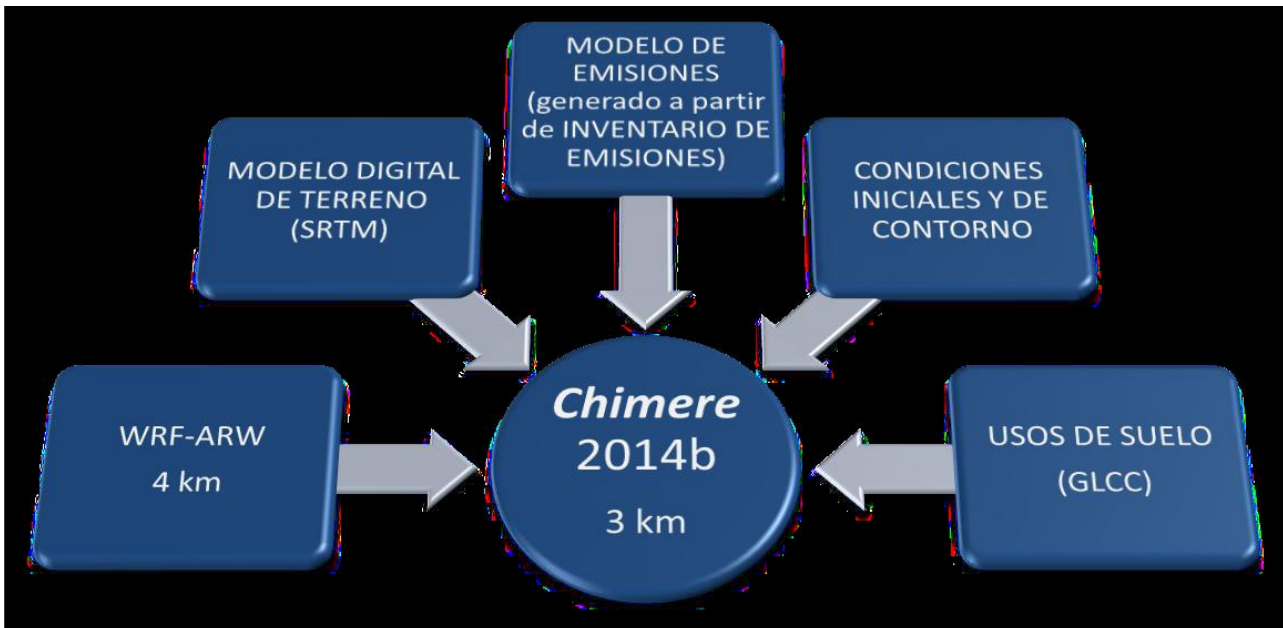 MODELO DE
EMISIONES
(generado a partir
de INVENTARIO DE
EMISIONES)
MODELO DIGITAL
DE TERRENO
(SRTM)
CONDICIONES
INICIALES Y DE
CONTORNO
WRF-ARW
4 km
Chimere
2014b
3 km
USOS DE SUELO
(GLCC)